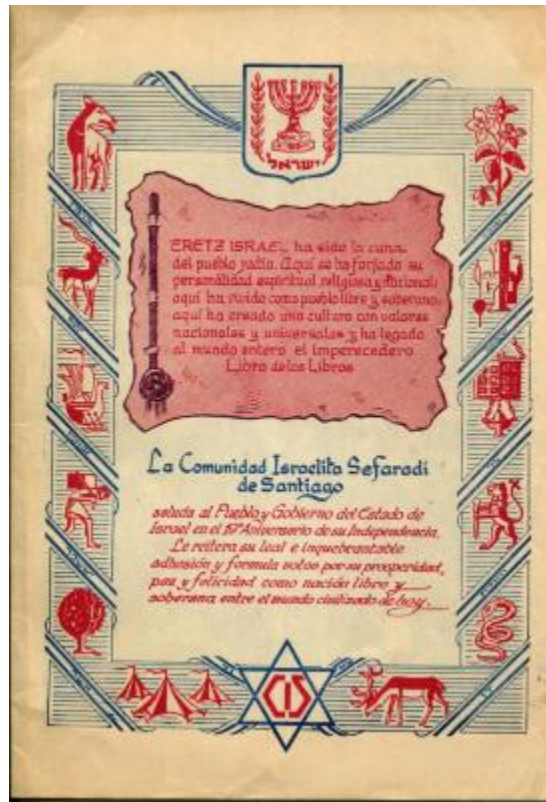 ישראל
ERETZ ISRAEL ha sido la cuna
del pueblo judío. Aquí se ha forjado su
personalidad espiritual religiosa y nacional:
aquí ha vivido como pueblo libre y soberano:
aquí ha creado una cultura con valores
nacionales y universales y ha legado
al mundo entero el Imperecedero
Libro de los Libros
La Comunidad Israelita Sefaradí
de Santiago
saluda al Pueblo y Gobierno del Estado de
Israel en el Aniversario de su Independencia.
Le reitera su leal e inquebrantable
adhesión y formula votos por su prosperidad,
paz y felicidad como nación libre y
soberana entre el mundo civilizado de hoy.
CIS